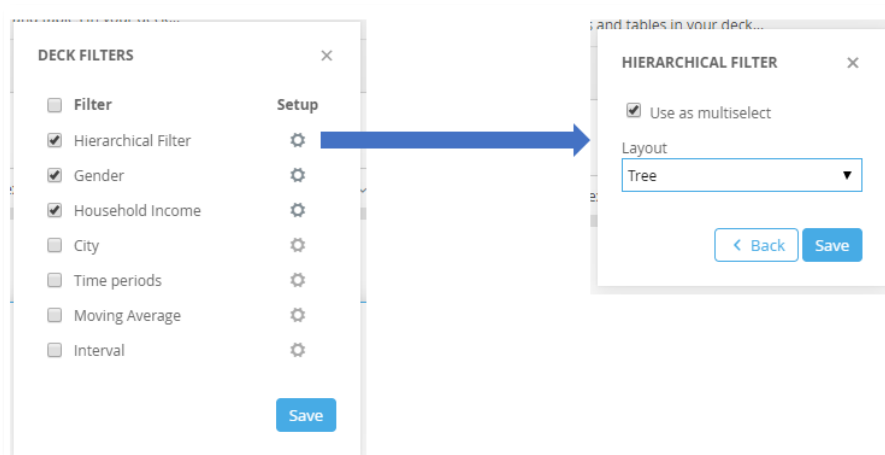 s and tables in your deck...
DECK FILTERS
Filter Setup
Hierarchical Filter
Gender
Household Income
City
Time periods
Moving Average
Interval
Save
HIERARCHICAL FILTER
Use as multiselect
Layout
Tree
Back Save